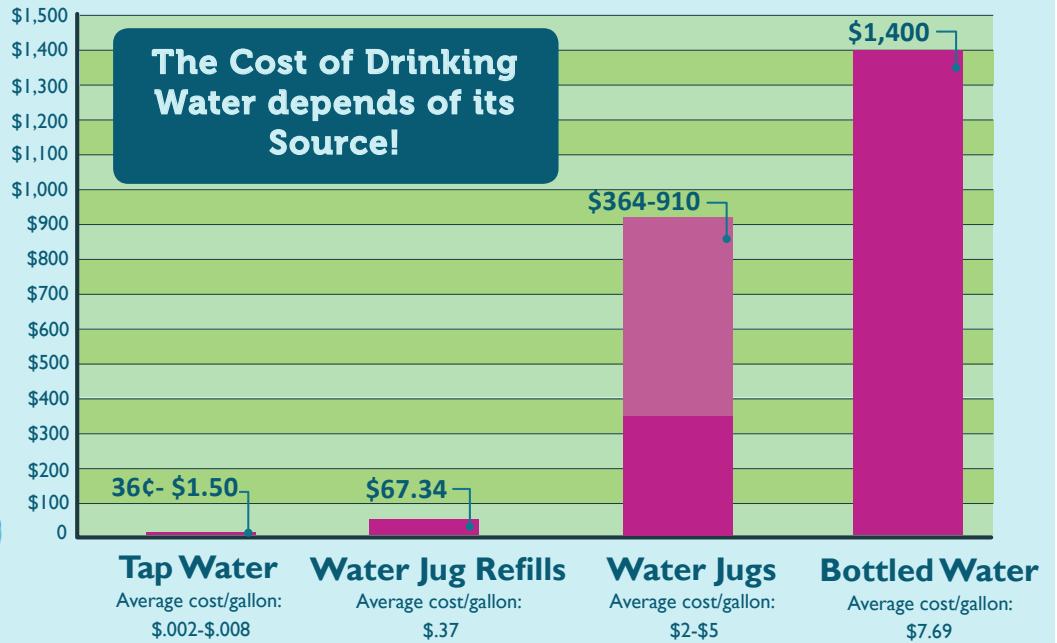 $1,500
$1,400
$1,300
$1,200
$1,100
$1,000
$900
$800
$700
$600
$500
$400
$300
$200
$100
0
The Cost of Drinking
Water depends of its
Source!
36¢- $1.50
$67.34
$364-910
$1,400
Tap Water
Average cost/gallon:
$.002-$.008
Water Jug Refills
Average cost/gallon:
$.37
Water Jugs
Average cost/gallon:
$2-$5
Bottled Water
Average cost/gallon:
$7.69